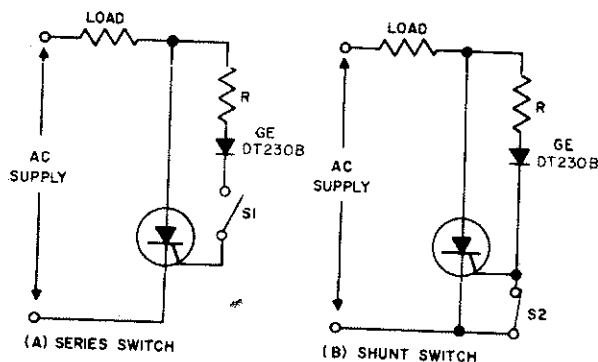 LOAD
R
GE
DT230B
AC
SUPPLY
S1
(A) SERIES SWITCH
LOAD
R
GE
DT230B
AC
SUPPLY
S2
(B) SHUNT SWITCH